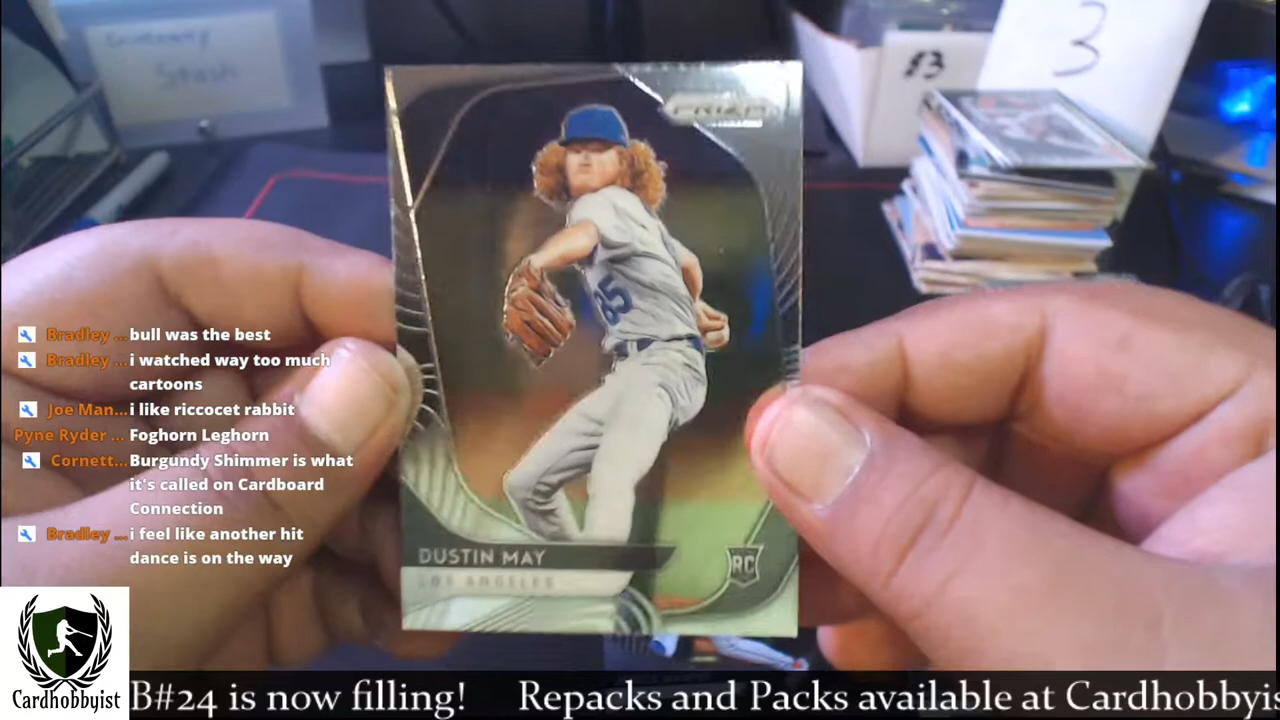 Giveaway
Stash
$3
3
PRIZM
85
DUSTIN MAY
LOS ANGELES
RC
Bradley ... bull was the best
Bradley ... i watched way too much
cartoons
Joe Man... i like riccocet rabbit
Pyne Ryder ... Foghorn Leghorn
Cornett... Burgundy Shimmer is what
it's called on Cardboard
Connection
Bradley ... i feel like another hit
dance is on the way
Cardhobbyist
B#24 is now filling! Repacks and Packs available at Cardhobbyis